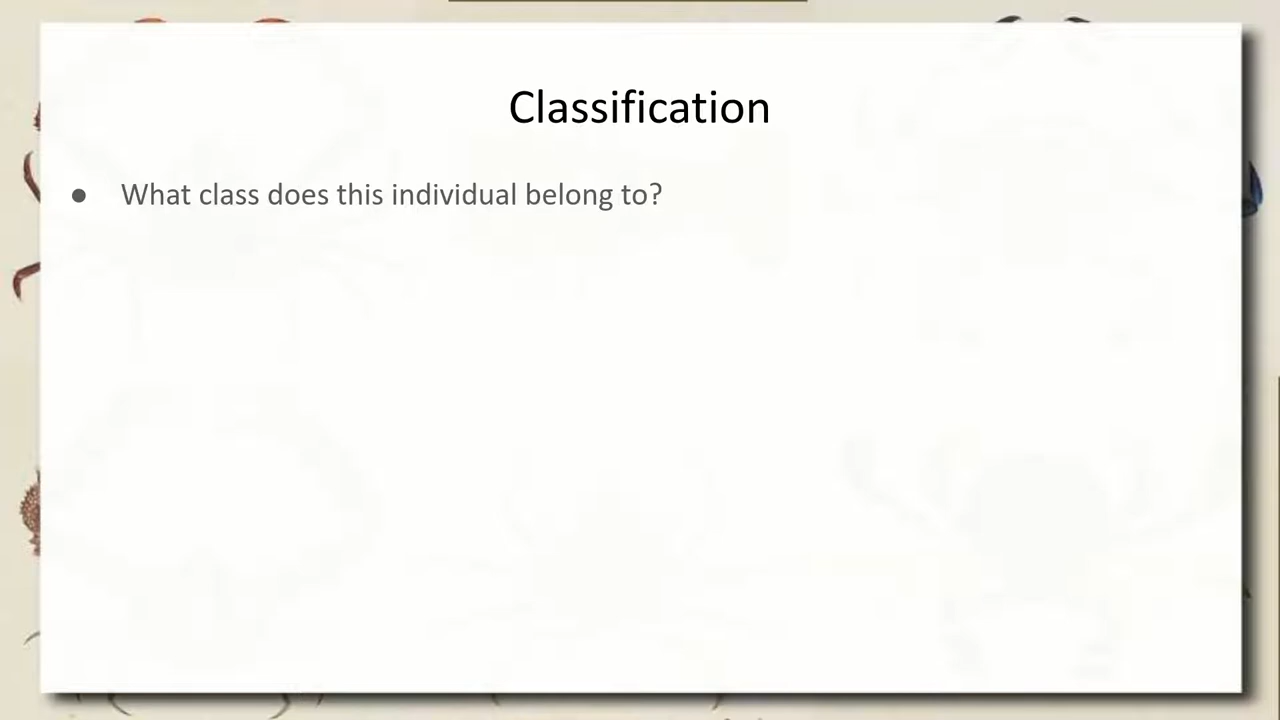 Classification
● What class does this individual belong to?